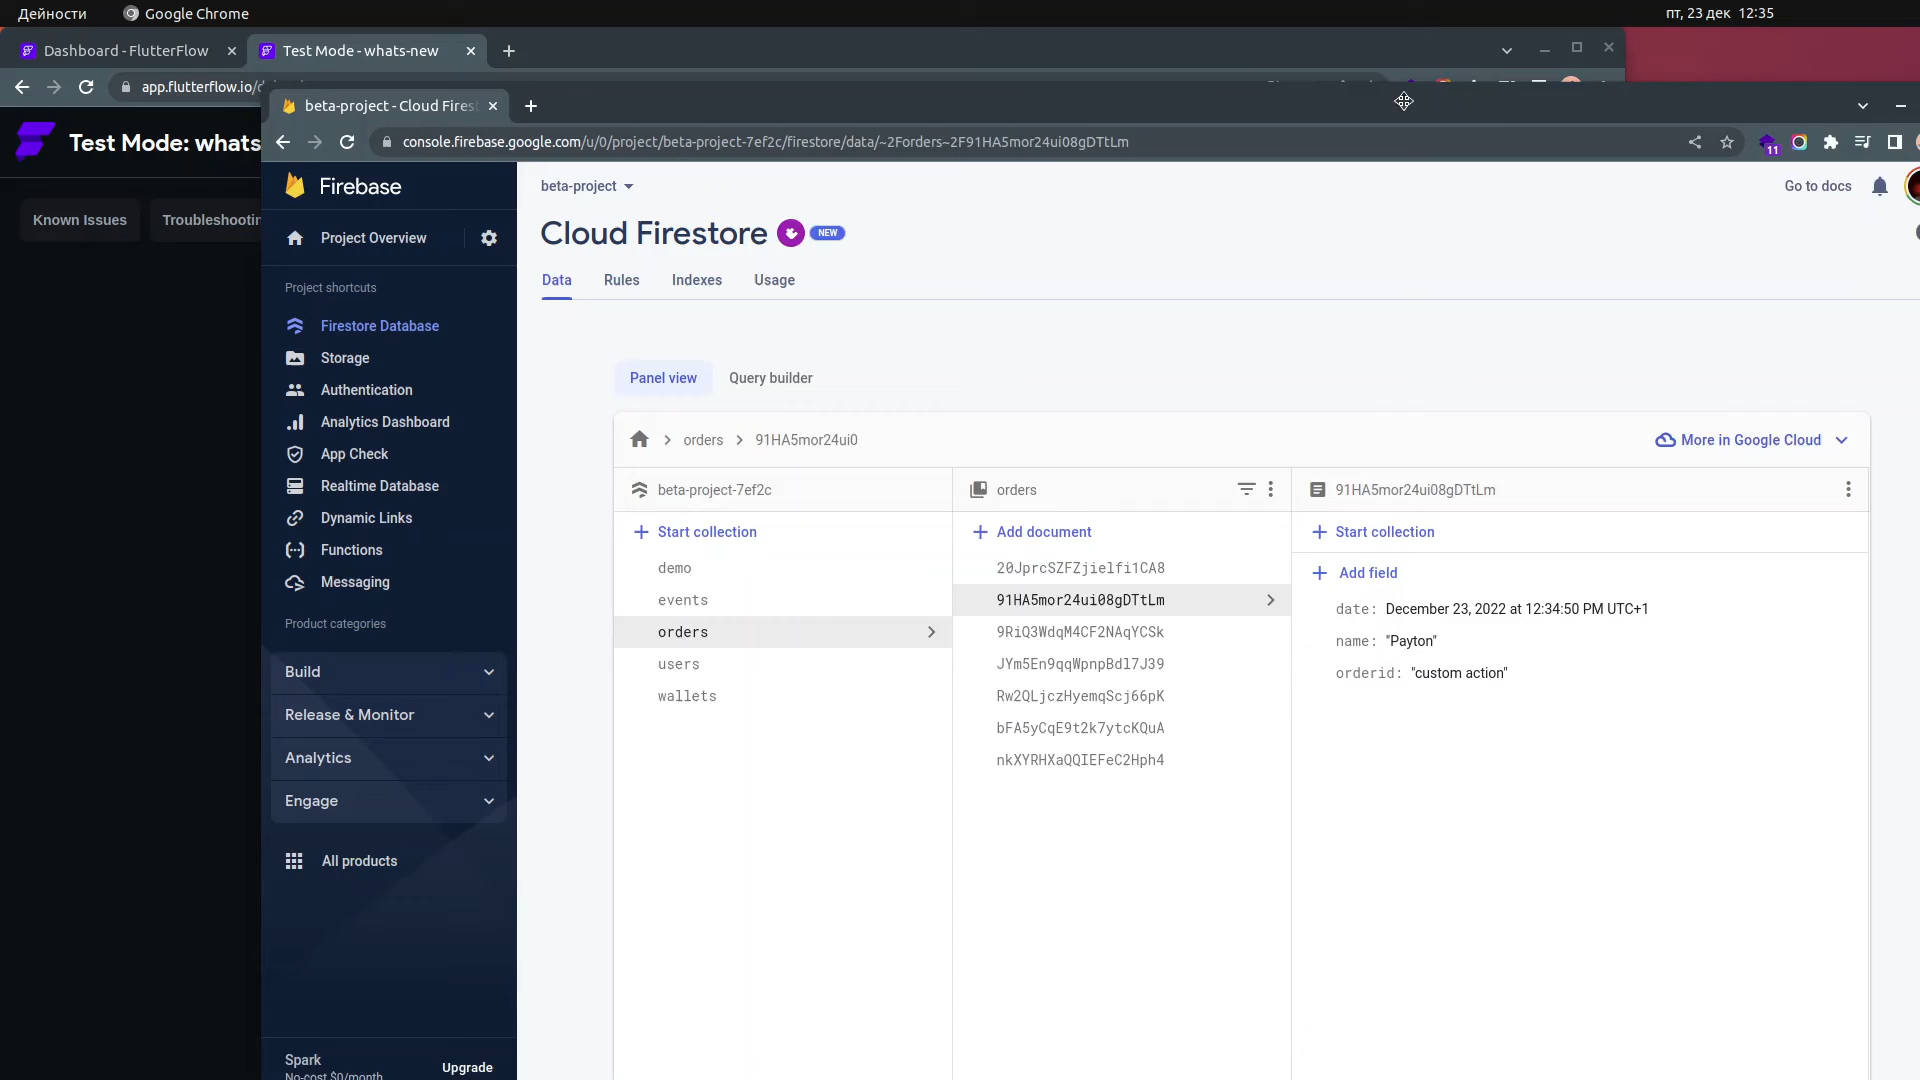 Дейности
Google Chrome
пт, 23 дек 12:35
Dashboard - FlutterFlow
Test Mode - whats-new
app.flutterflow.io/
beta-project - Cloud Fires
console.firebase.google.com/u/0/project/beta-project-7ef2c/firestore/data/~2Forders~2F91HA5mor24ui08gDTtLm
11
Test Mode: whats
Known Issues
Troubleshootin
Firebase
Project Overview
Project shortcuts
Firestore Database
Storage
Authentication
Analytics Dashboard
App Check
Realtime Database
Dynamic Links
Functions
Messaging
Product categories
Build
Release & Monitor
Analytics
Engage
All products
Spark
No-cost $0/month
Upgrade
beta-project
Go to docs
Cloud Firestore
NEW
Data
Rules
Indexes
Usage
Panel view
Query builder
orders
91HA5mor24ui0
More in Google Cloud
beta-project-7ef2c
Start collection
demo
events
orders
users
wallets
orders
Add document
20JprcSZFZjielfi1CA8
91HA5mor24ui08gDTtLm
9RiQ3WdqM4CF2NAqYCSk
JYm5En9qqWpnpBdl7J39
Rw2QLjczHyemqScj66pK
bFA5yCqE9t2k7ytcKQuA
nkXYRHXaQQIEFeC2Hph4
91HA5mor24ui08gDTtLm
Start collection
Add field
date: December 23, 2022 at 12:34:50 PM UTC+1
name: "Payton"
orderid: "custom action"